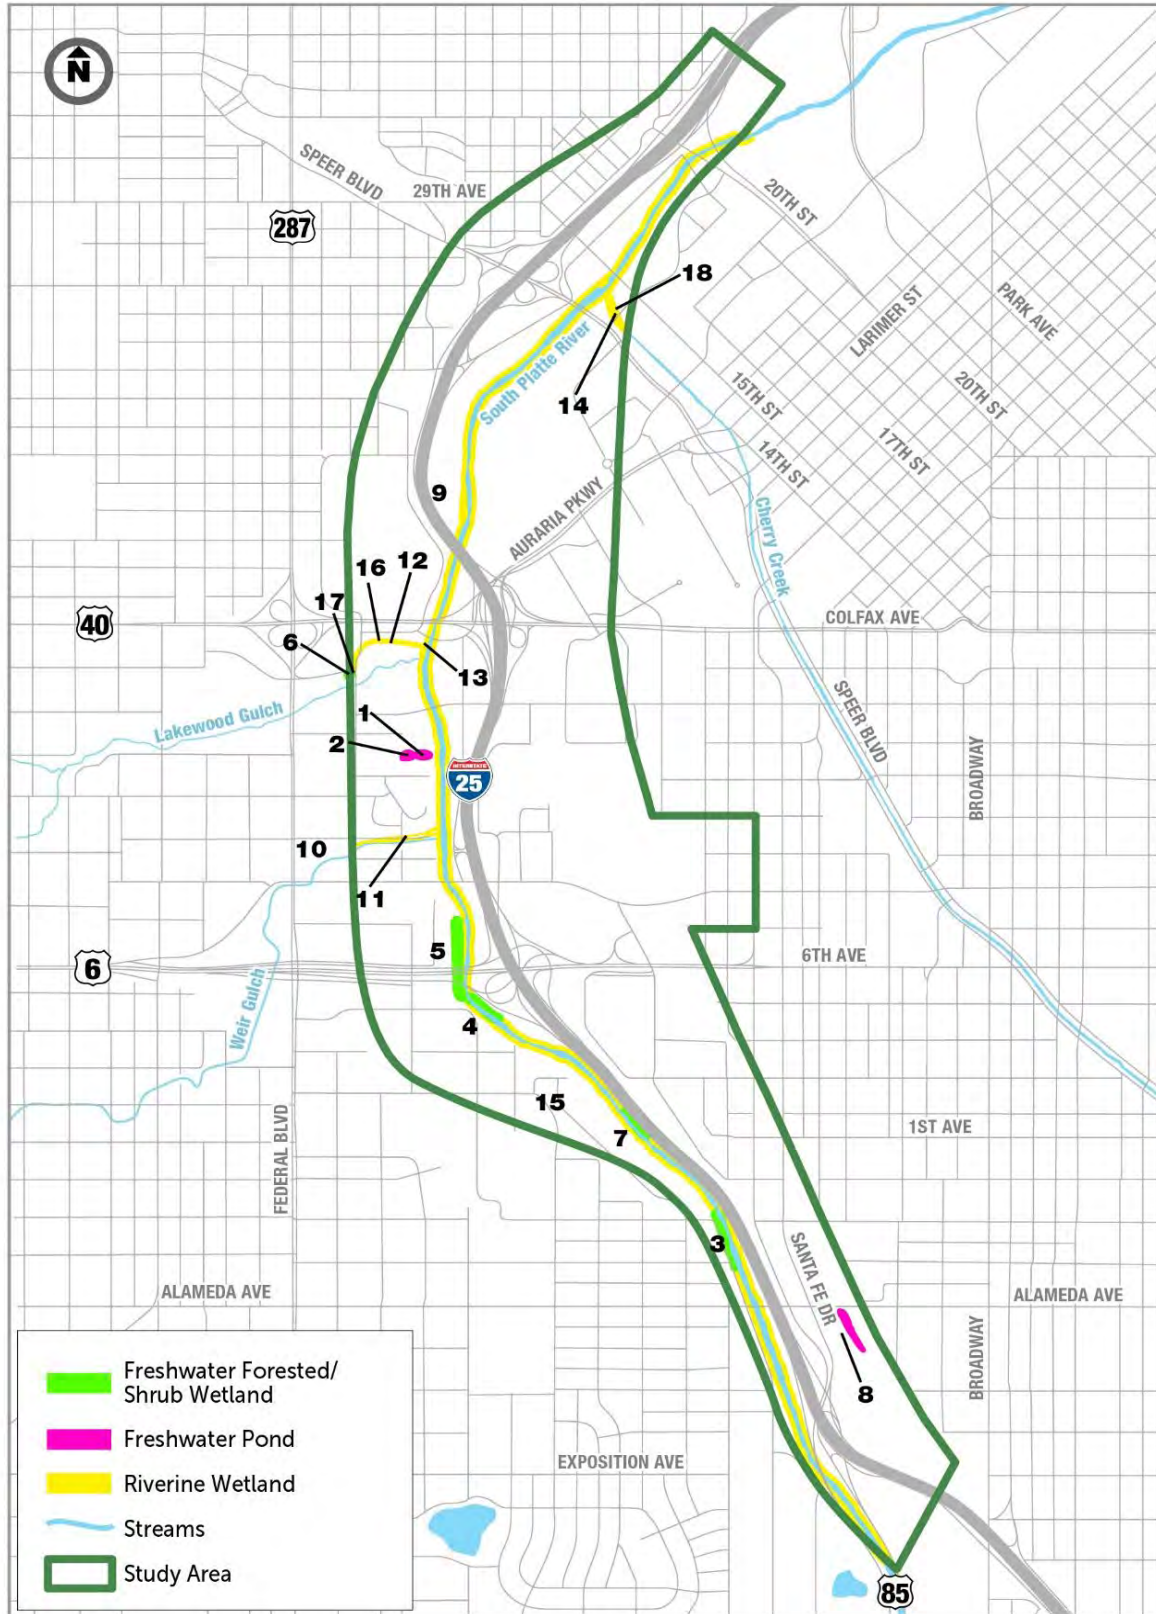 N
SPEER BLVD
29TH AVE
287
20TH ST
18
PARK AVE
LARIMER ST
South Platte River
14
15TH ST
20TH ST
17TH ST
14TH ST
9
AURARIA PKWY
Cherry Creek
16
12
17
40
COLFAX AVE
6
13
Lakewood Gulch
1
2
SPEER BLVD
INTERSTATE
25
BROADWAY
10
11
5
6TH AVE
6
Weir Gulch
4
15
7
1ST AVE
FEDERAL BLVD
3
SANTA FE DR
ALAMEDA AVE
ALAMEDA AVE
BROADWAY
8
Freshwater Forested/
Shrub Wetland
Freshwater Pond
Riverine Wetland
Streams
Study Area
EXPOSITION AVE
85